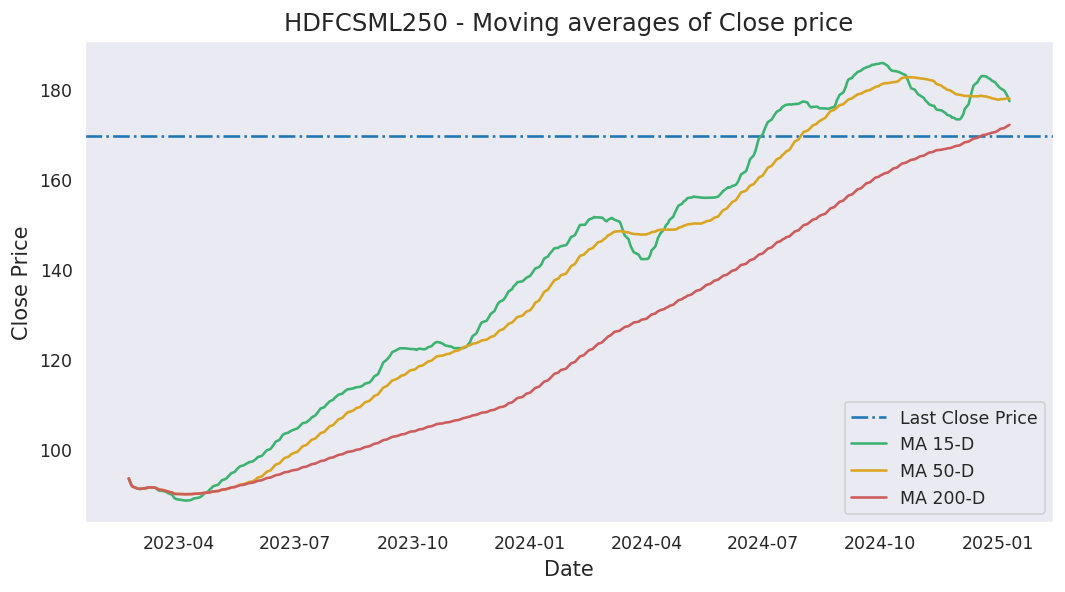 HDFCSML250 - Moving averages of Close price
Close Price
180
160
140
120
100
Last Close Price
MA 15-D
MA 50-D
MA 200-D
2023-04 2023-07 2023-10 2024-01 2024-04 2024-07 2024-10 2025-01
Date